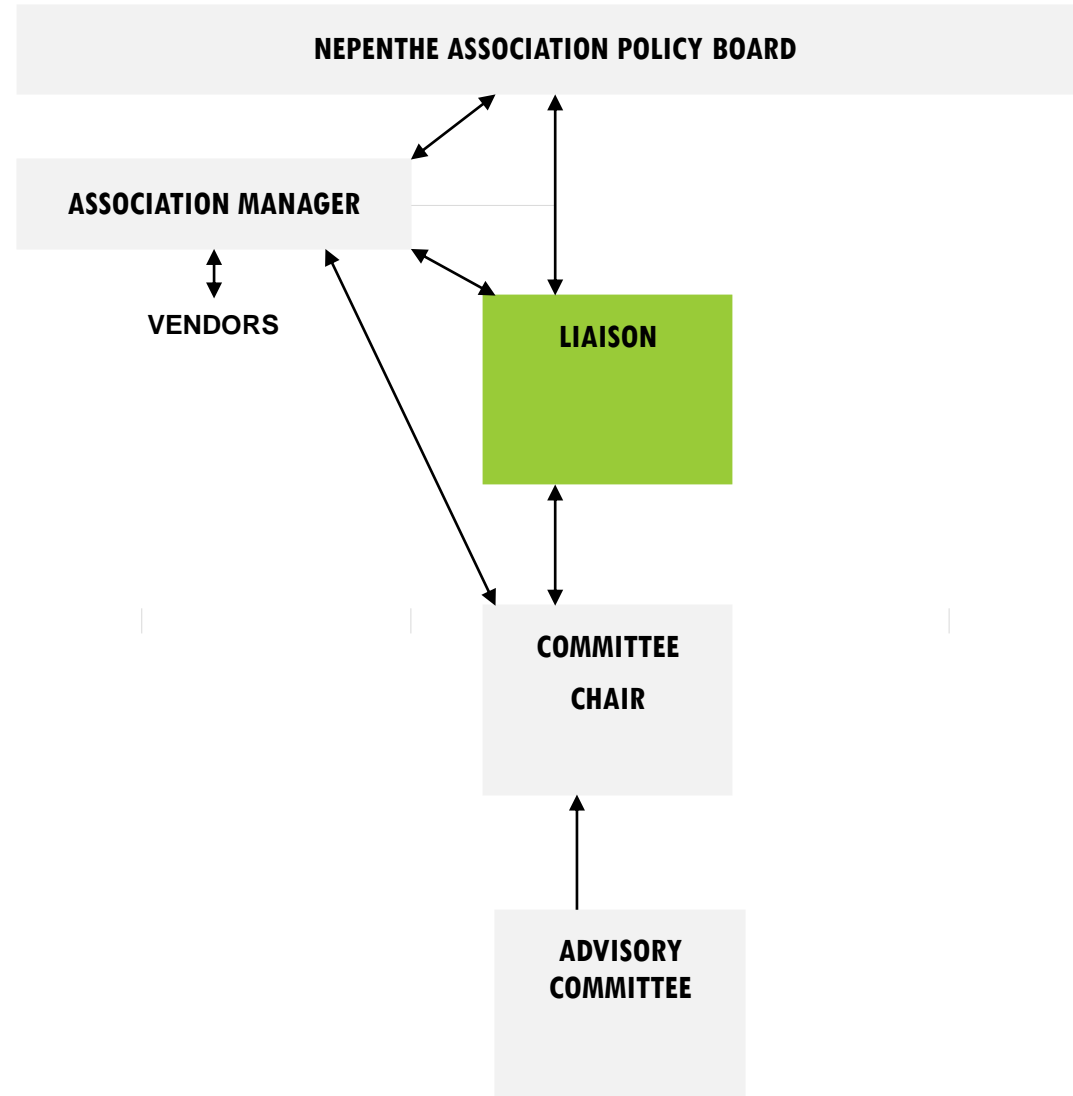 NEPENTHE ASSOCIATION POLICY BOARD
ASSOCIATION MANAGER
VENDORS
LIAISON
COMMITTEE
CHAIR
ADVISORY
COMMITTEE